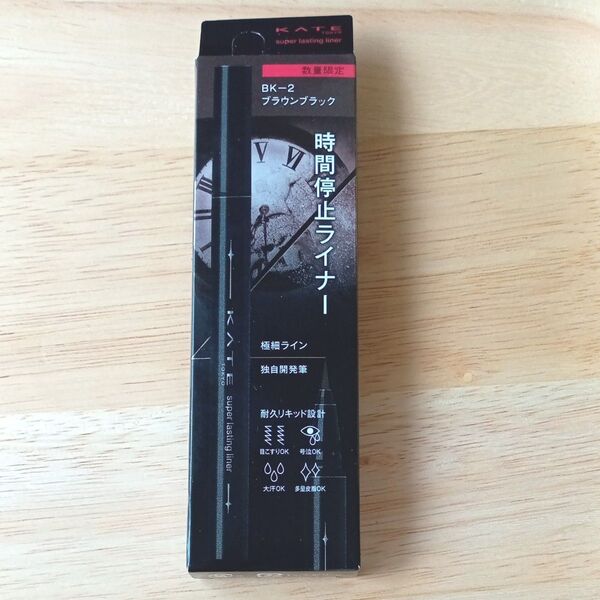 KATE
TOKYO
super lasting liner
数量限定
BK-2
ブラウンブラック
時間停止ライナー
極細ライン
独自開発筆
耐久リキッド設計
目こすりOK
号泣OK
大汗OK
多量皮脂OK
KATE
TOKYO
super lasting liner